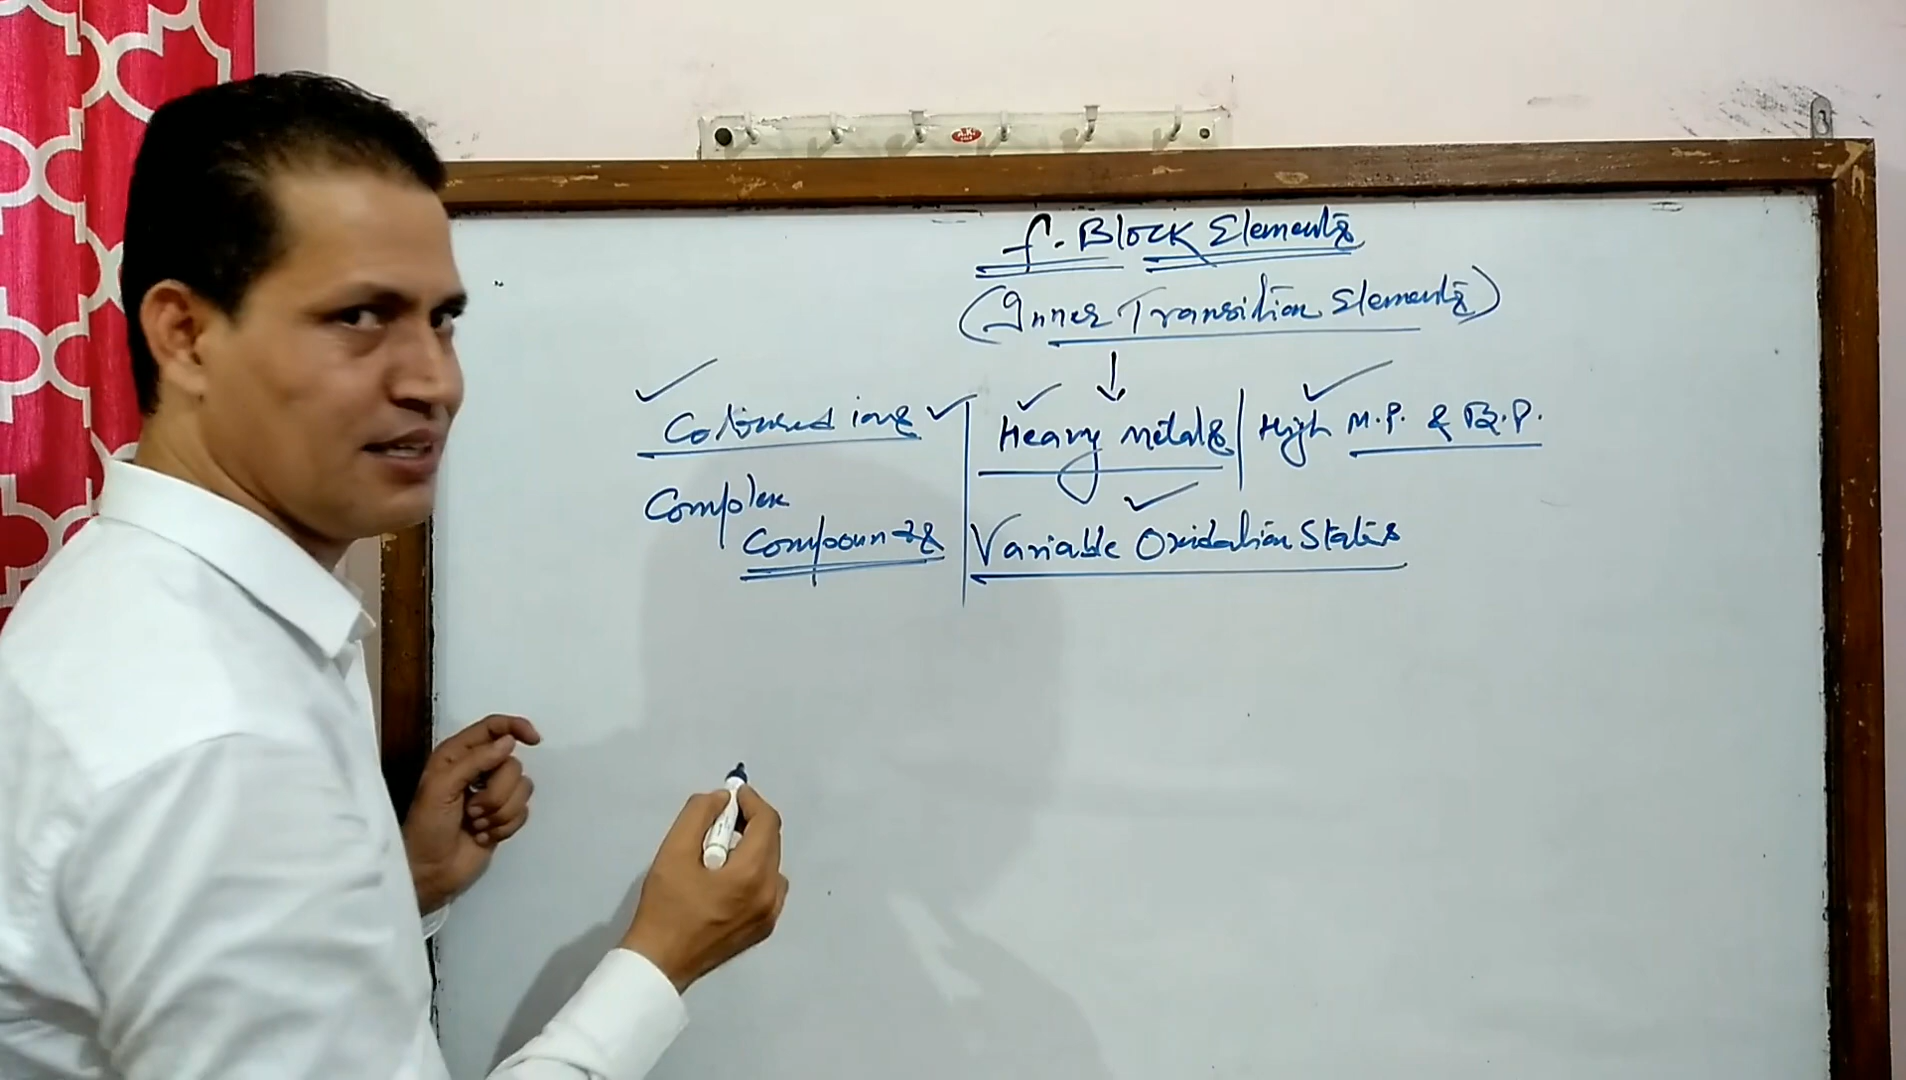 f. Block Elements
(Inner Transition Elements)
Coloured ions
Heavy metals
High M.P. & B.P.
Complex
Compounds
Variable Oxidation States
A.K.